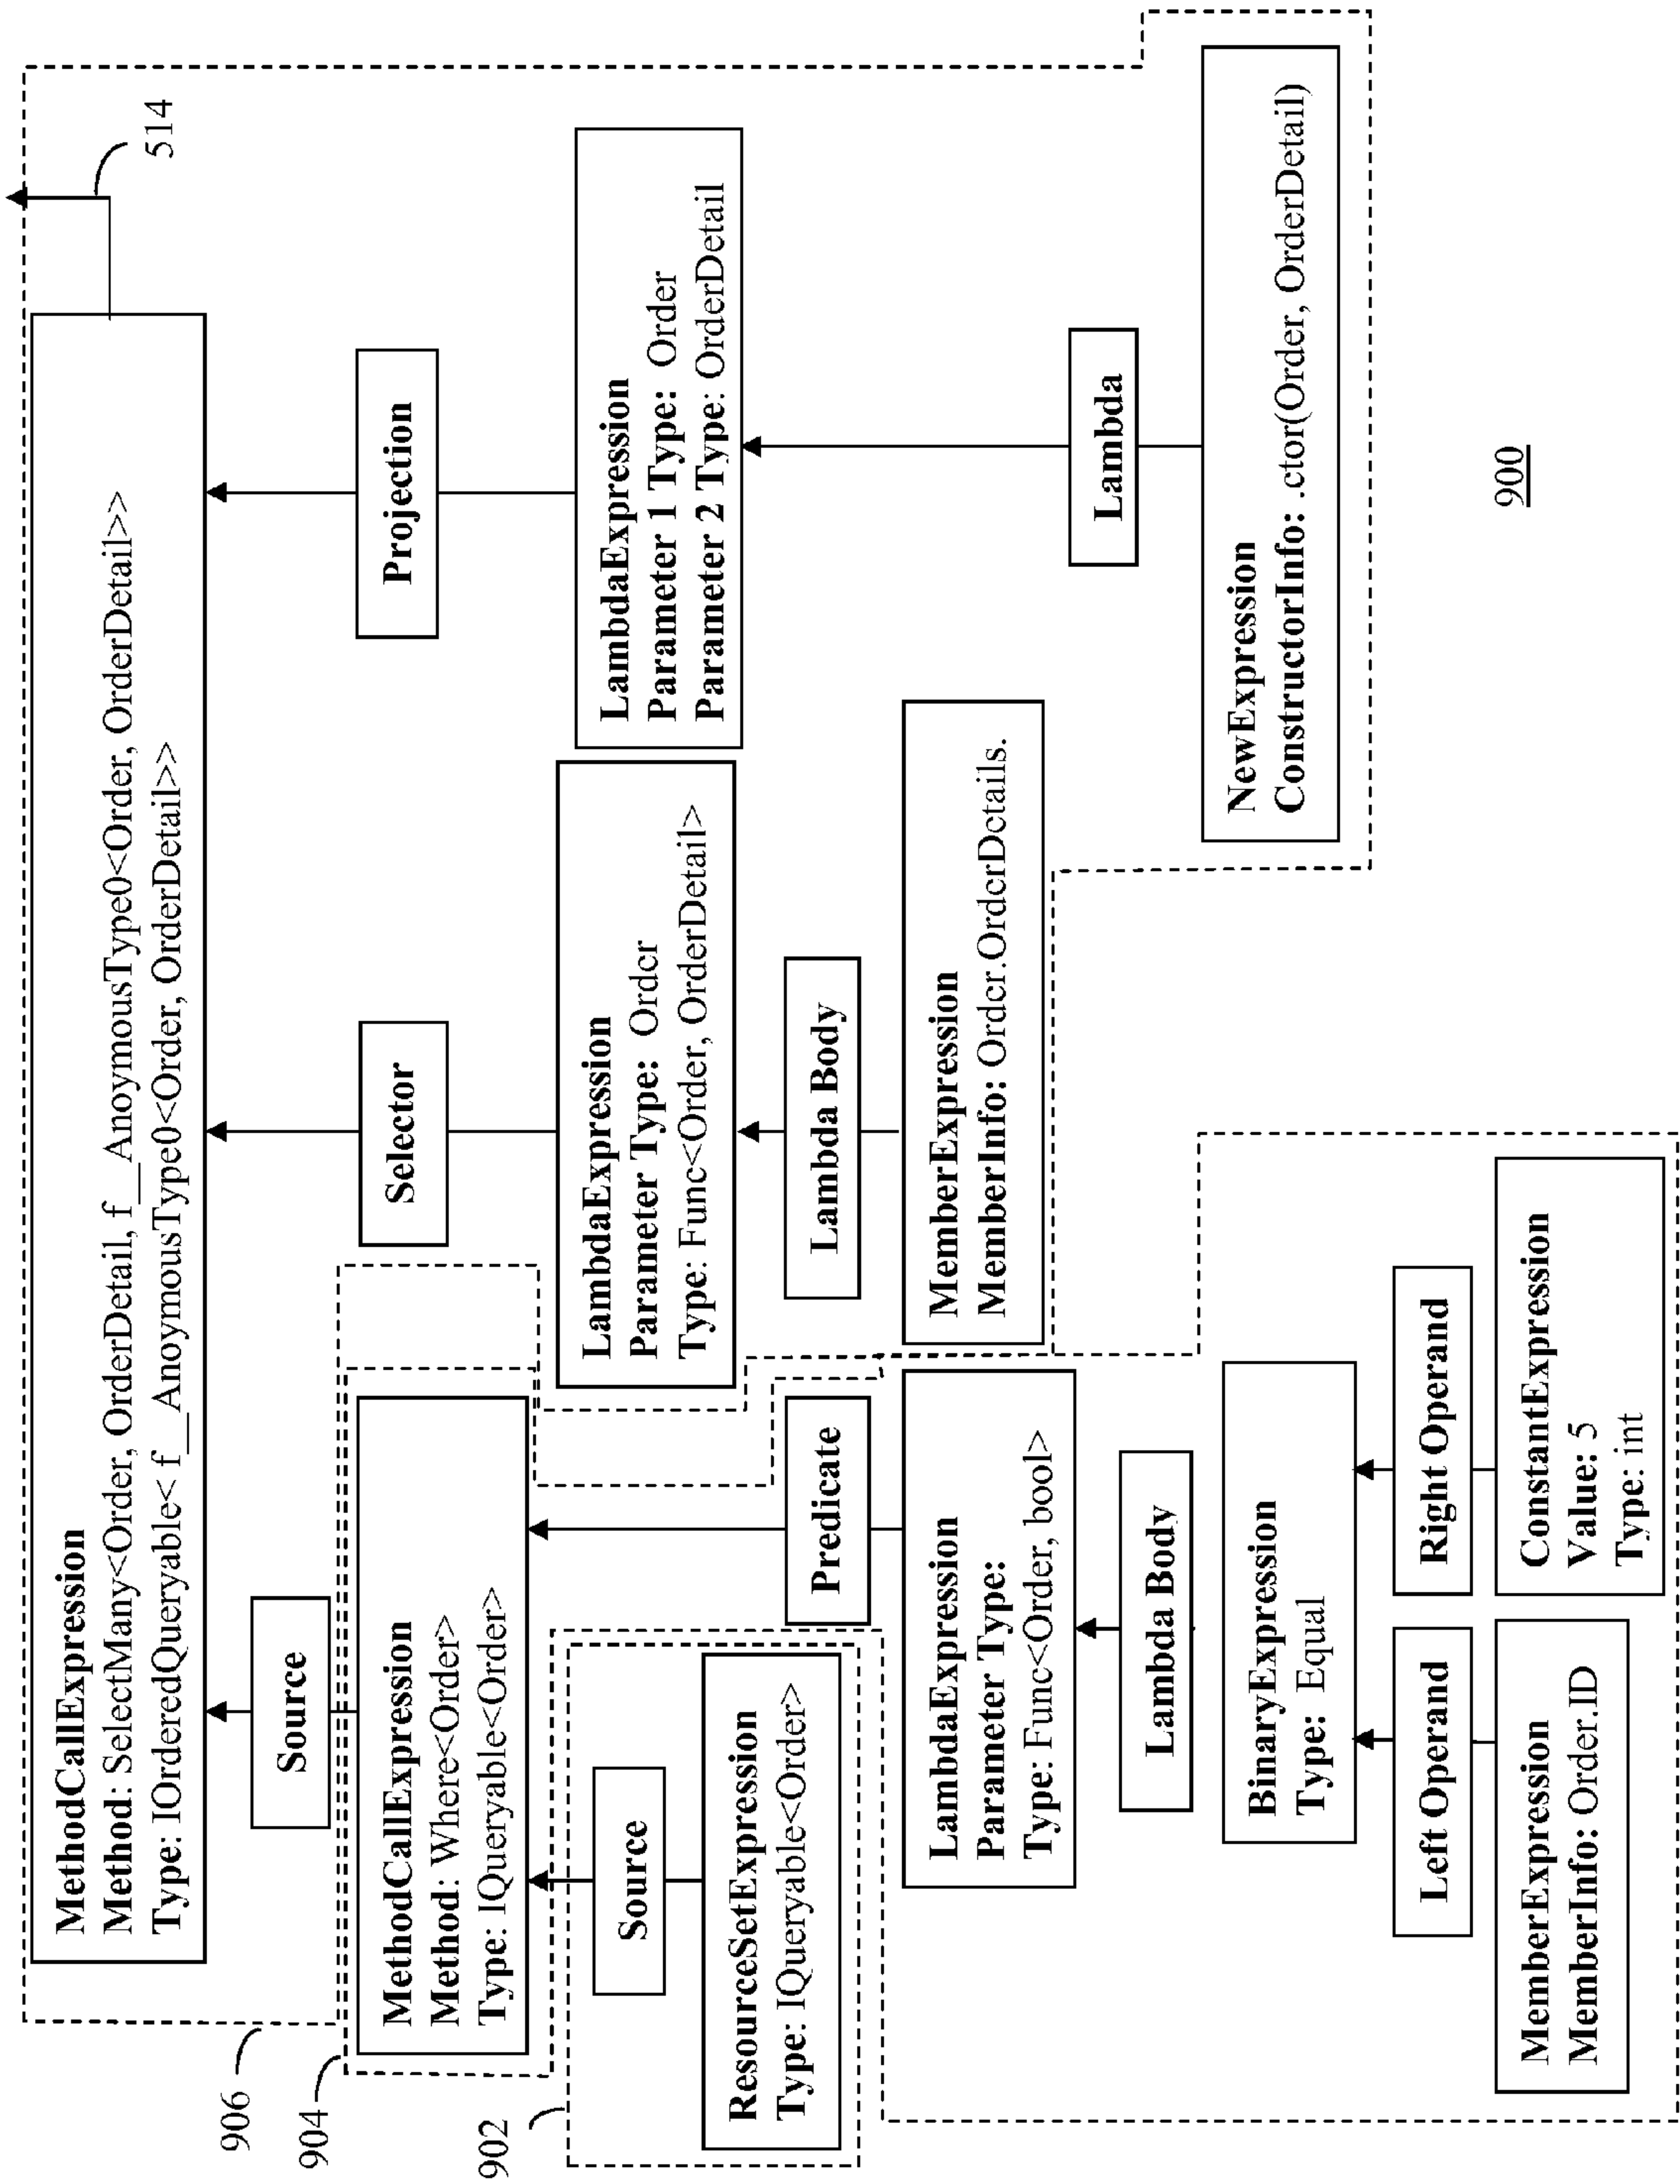 MethodCallExpression
Method: SelectMany<Order, OrderDetail, f__AnoymousType0<Order, OrderDetail>>
Type: IOrderedQueryable< f__AnoymousType0<Order, OrderDetail>>
514
906
Source
Selector
Projection
904
MethodCallExpression
Method: Where<Order>
Type: IQueryable<Order>
LambdaExpression
Parameter Type: Order
Type: Func<Order, OrderDetail>
LambdaExpression
Parameter 1 Type: Order
Parameter 2 Type: OrderDetail
902
Source
Predicate
Lambda Body
ResourceSetExpression
Type: IQueryable<Order>
LambdaExpression
Parameter Type:
Type: Func<Order, bool>
MemberExpression
MemberInfo: Order.OrderDetails.
Lambda
Lambda Body
NewExpression
ConstructorInfo: .ctor(Order, OrderDetail)
BinaryExpression
Type: Equal
Left Operand
Right Operand
MemberExpression
MemberInfo: Order.ID
ConstantExpression
Value: 5
Type: int
900